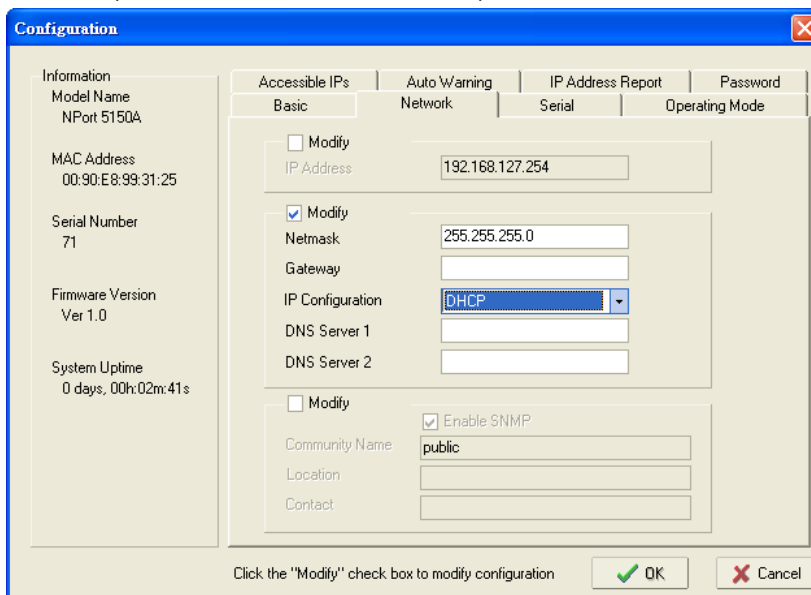 Configuration
Information
Model Name
NPort 5150A
MAC Address
00:90:E8:99:31:25
Serial Number
71
Firmware Version
Ver 1.0
System Uptime
0 days, 00h:02m:41s
Accessible IPs
Auto Warning
IP Address Report
Password
Basic
Network
Serial
Operating Mode
Modify
IP Address
192.168.127.254
Modify
Netmask
255.255.255.0
Gateway
IP Configuration
DHCP
DNS Server 1
DNS Server 2
Modify
Enable SNMP
Community Name
public
Location
Contact
Click the "Modify" check box to modify configuration
OK
Cancel